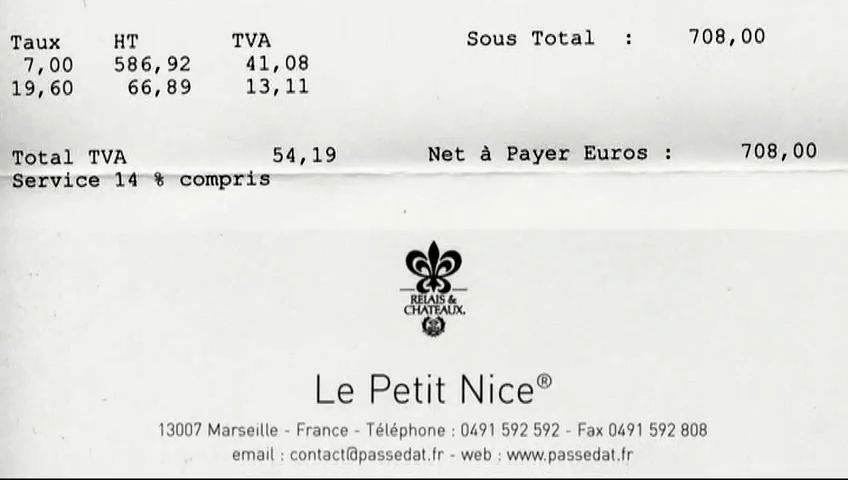 Taux HT TVA Sous Total : 708,00
7,00 586,92 41,08
19,60 66,89 13,11
Total TVA 54,19 Net à Payer Euros : 708,00
Service 14 % compris
RELAIS &
CHATEAUX.
Le Petit Nice®
13007 Marseille - France - Téléphone : 0491 592 592 - Fax 0491 592 808
email : contact@passedat.fr - web : www.passedat.fr